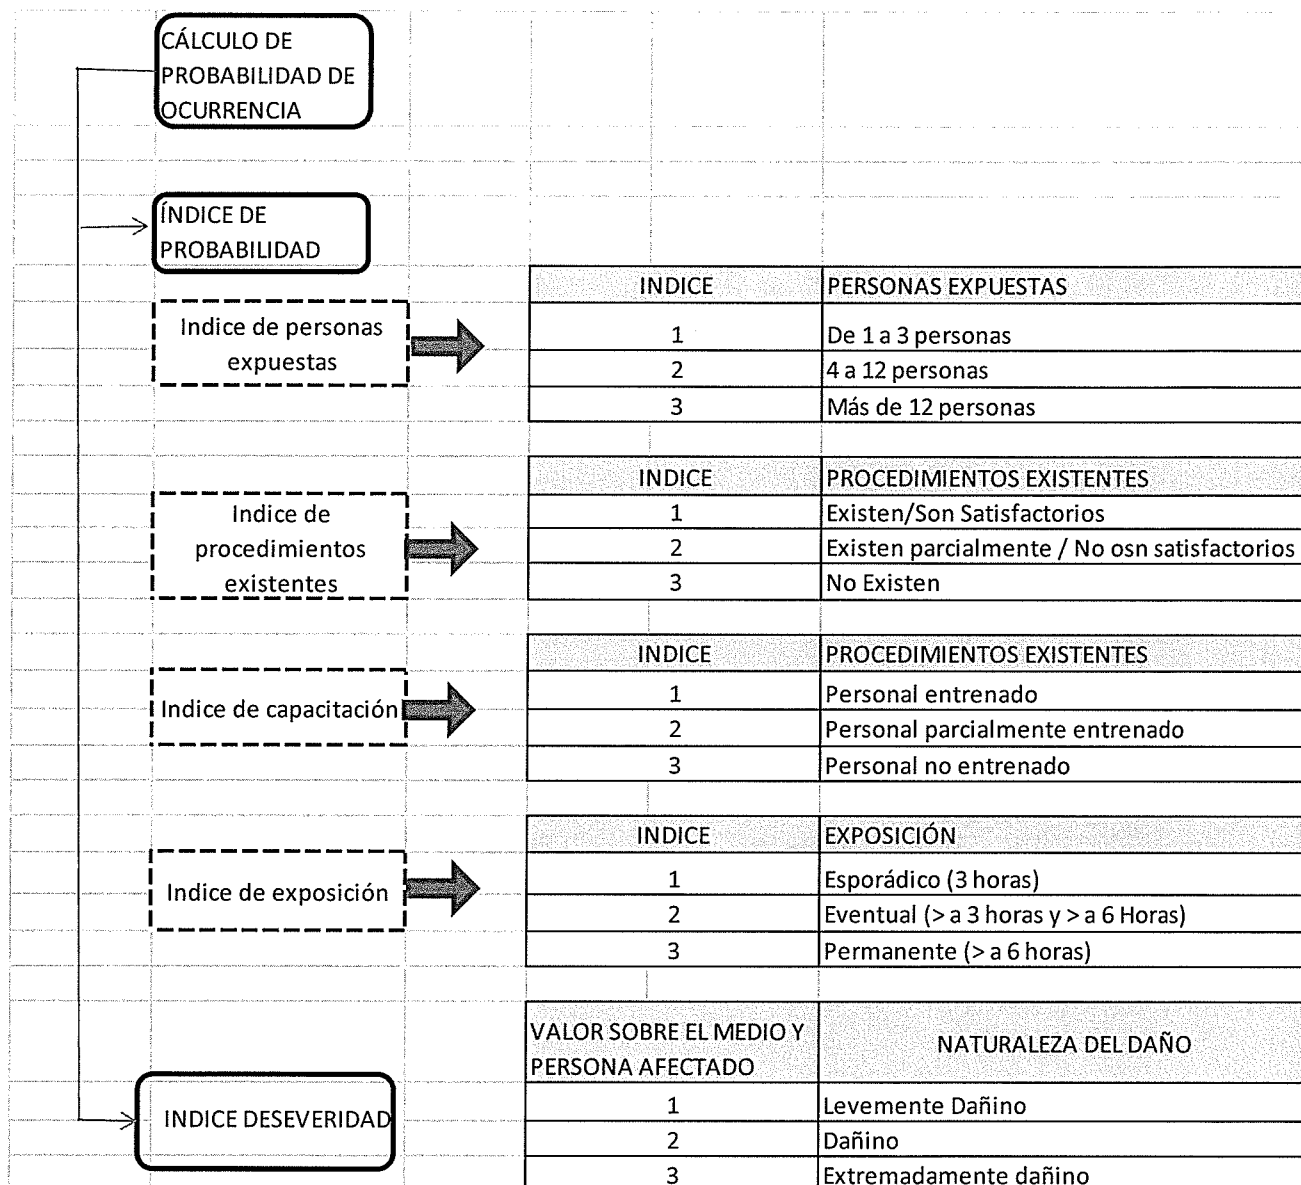 CÁLCULO DE
PROBABILIDAD DE
OCURRENCIA
ÍNDICE DE
PROBABILIDAD
Indice de personas
expuestas
INDICE PERSONAS EXPUESTAS
1 De 1 a 3 personas
2 4 a 12 personas
3 Más de 12 personas
Indice de
procedimientos
existentes
INDICE PROCEDIMIENTOS EXISTENTES
1 Existen/Son Satisfactorios
2 Existen parcialmente / No osn satisfactorios
3 No Existen
Indice de capacitación
INDICE PROCEDIMIENTOS EXISTENTES
1 Personal entrenado
2 Personal parcialmente entrenado
3 Personal no entrenado
Indice de exposición
INDICE EXPOSICIÓN
1 Esporádico (3 horas)
2 Eventual (> a 3 horas y > a 6 Horas)
3 Permanente (> a 6 horas)
INDICE DESEVERIDAD
VALOR SOBRE EL MEDIO Y
PERSONA AFECTADO
NATURALEZA DEL DAÑO
1 Levemente Dañino
2 Dañino
3 Extremadamente dañino